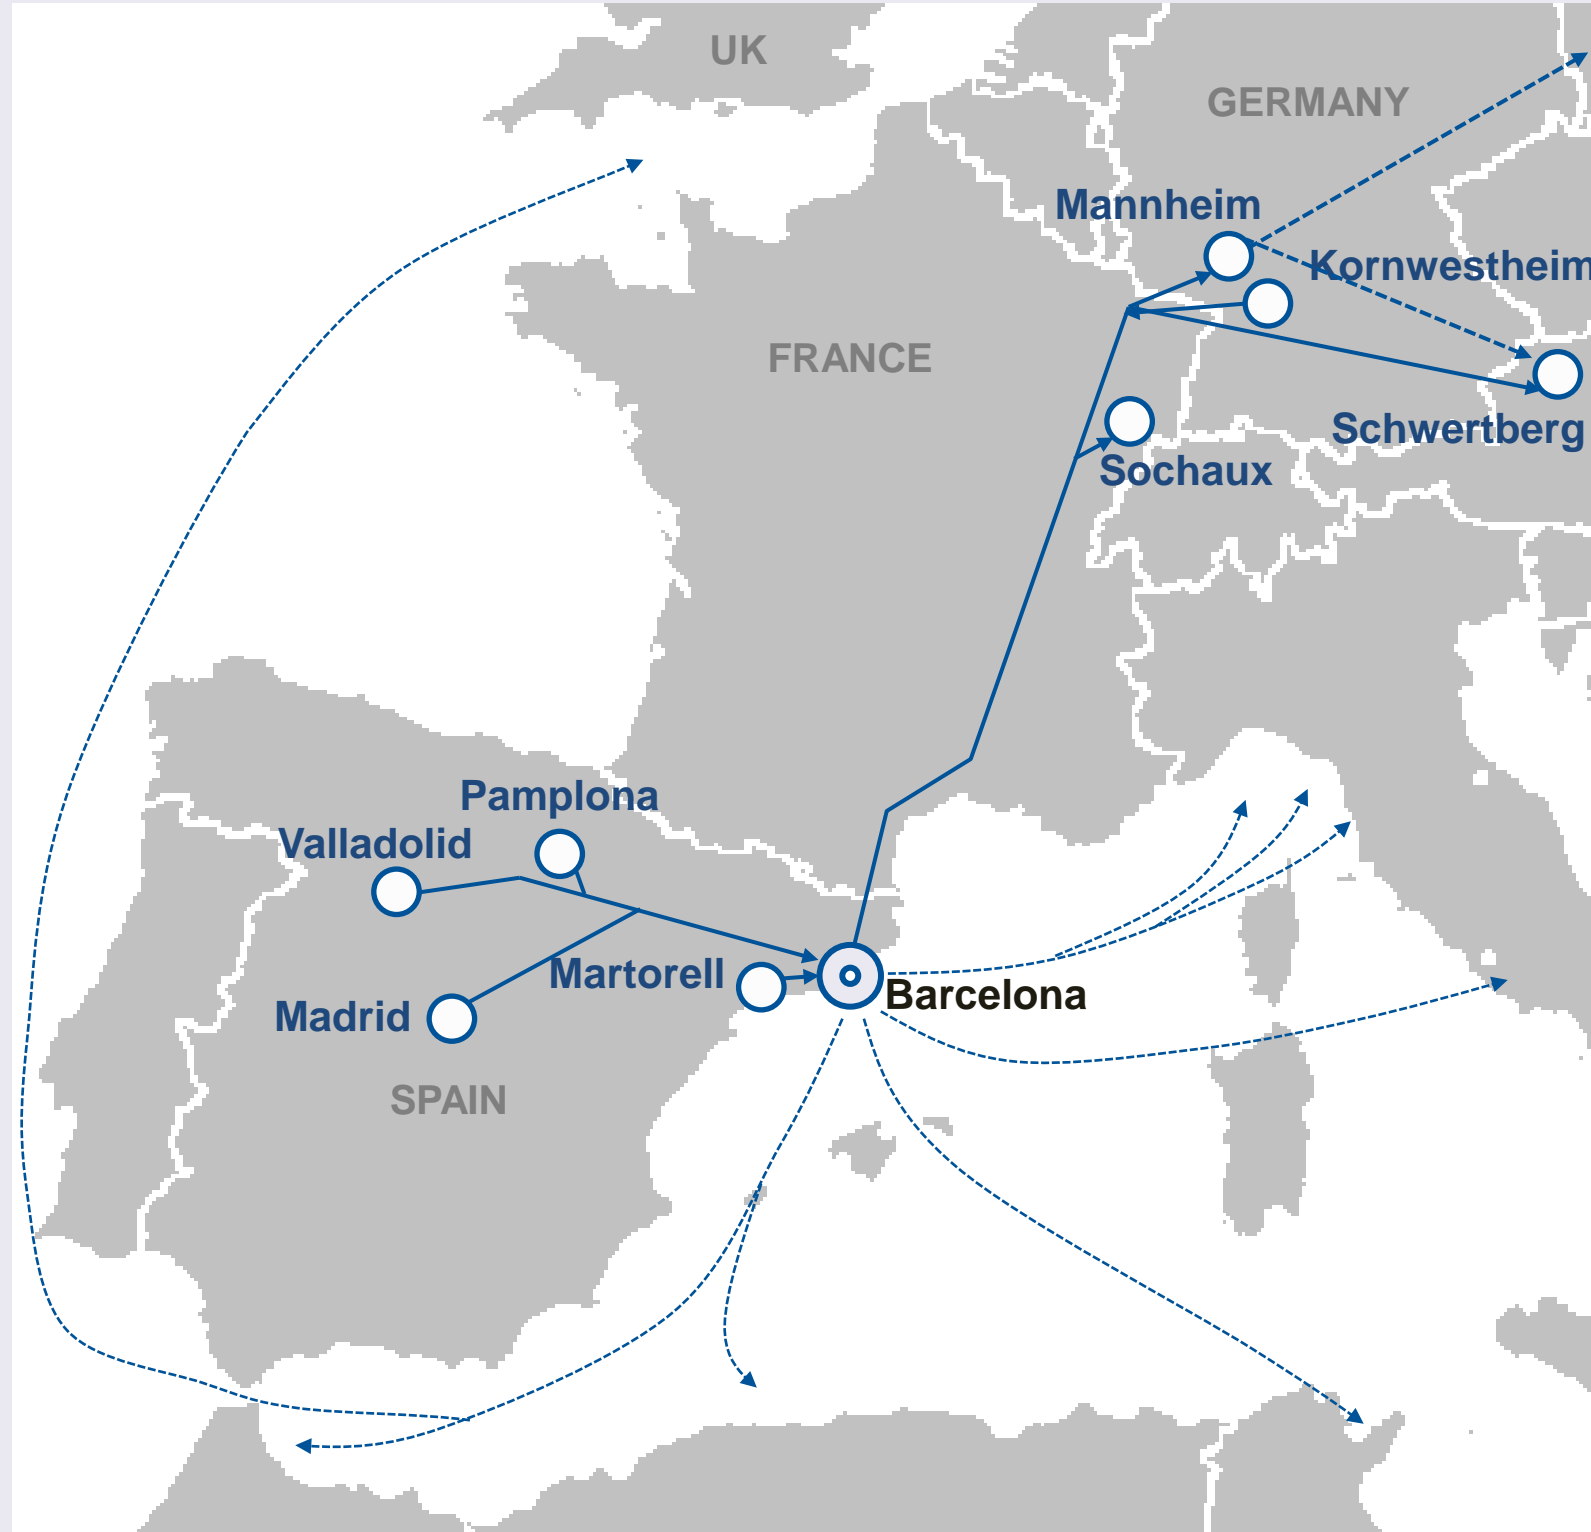 UK
GERMANY
Mannheim
Kornwestheim
FRANCE
Schwertberg
Sochaux
Pamplona
Valladolid
Martorell
Barcelona
Madrid
SPAIN